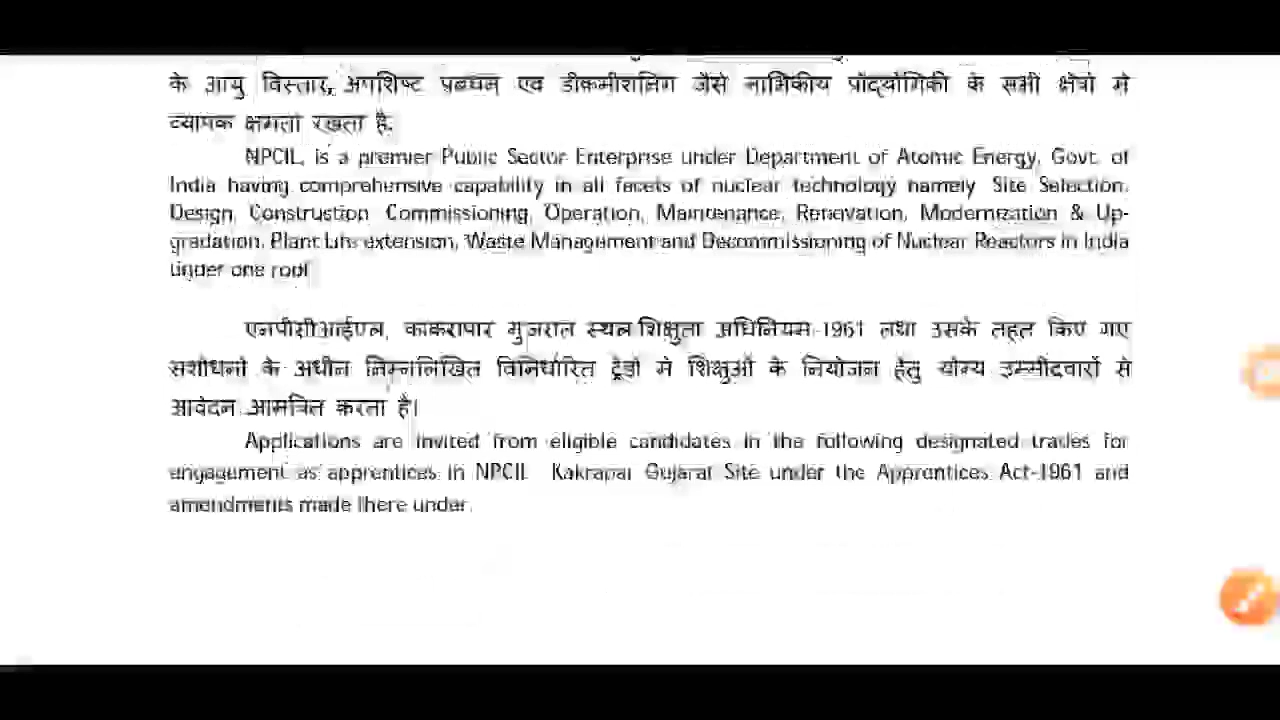 के आयु विस्तार, अपशिष्ट प्रबंधन एवं डीकमीशनिंग जैसे नाभिकीय प्रौद्योगिकी के सभी क्षेत्रों में
व्यापक क्षमता रखता है.
NPCIL, is a premier Public Sector Enterprise under Department of Atomic Energy, Govt. of
India having comprehensive capability in all facets of nuclear technology namely Site Selection,
Design, Construction, Commissioning, Operation, Maintenance, Renovation, Modernization & Up-
gradation, Plant Life extension, Waste Management and Decommissioning of Nuclear Reactors in India
under one roof
एनपीसीआईएल, काकरापार गुजरात स्थल शिक्षुता अधिनियम-1961 तथा उसके तहत किए गए
संशोधनों के अधीन निम्नलिखित विनिर्धारित ट्रेडों में शिक्षुओं के नियोजन हेतु योग्य उम्मीदवारों से
आवेदन आमंत्रित करता है।
Applications are invited from eligible candidates in the following designated trades for
engagement as apprentices in NPCIL Kakrapar Gujarat Site under the Apprentices Act-1961 and
amendments made there under.